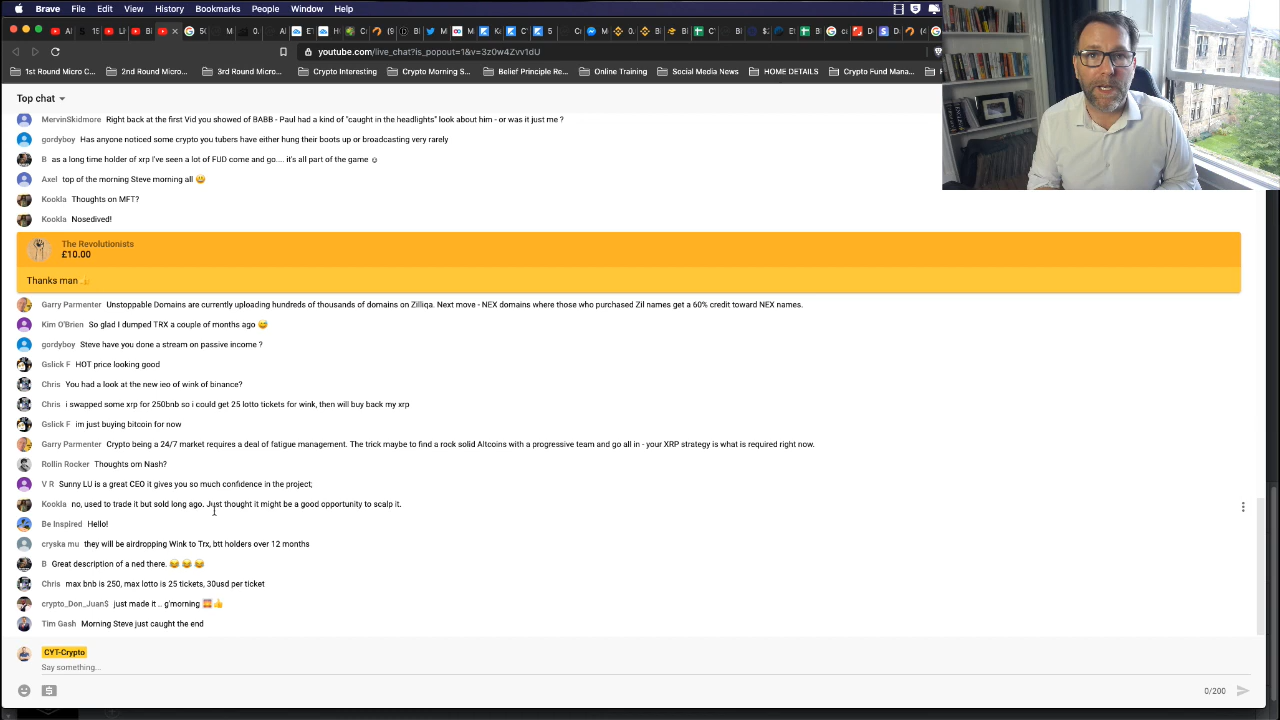 Brave File Edit View History Bookmarks People Window Help
youtube.com/live_chat?is_popout=1&v=3z0w4Zvv1dU
1st Round Micro C... 2nd Round Micro... 3rd Round Micro... Crypto Interesting Crypto Morning S... Belief Principle Re... Online Training Social Media News HOME DETAILS Crypto Fund Mana...
Top chat
MervinSkidmore Right back at the first Vid you showed of BABB - Paul had a kind of "caught in the headlights" look about him - or was it just me ?
gordyboy Has anyone noticed some crypto you tubers have either hung their boots up or broadcasting very rarely
B as a long time holder of xrp I've seen a lot of FUD come and go.... it's all part of the game ☺
Axel top of the morning Steve morning all 😃
Kookla Thoughts on MFT?
Kookla Nosedived!
The Revolutionists
£10.00
Thanks man 👍
Garry Parmenter Unstoppable Domains are currently uploading hundreds of thousands of domains on Zilliqa. Next move - NEX domains where those who purchased Zil names get a 60% credit toward NEX names.
Kim O'Brien So glad I dumped TRX a couple of months ago 😅
gordyboy Steve have you done a stream on passive income ?
Gslick F HOT price looking good
Chris You had a look at the new ieo of wink of binance?
Chris i swapped some xrp for 250bnb so i could get 25 lotto tickets for wink, then will buy back my xrp
Gslick F im just buying bitcoin for now
Garry Parmenter Crypto being a 24/7 market requires a deal of fatigue management. The trick maybe to find a rock solid Altcoins with a progressive team and go all in - your XRP strategy is what is required right now.
Rollin Rocker Thoughts om Nash?
V R Sunny LU is a great CEO it gives you so much confidence in the project;
Kookla no, used to trade it but sold long ago. Just thought it might be a good opportunity to scalp it.
Be Inspired Hello!
cryska mu they will be airdropping Wink to Trx, btt holders over 12 months
B Great description of a ned there. 😂 😂 😂
Chris max bnb is 250, max lotto is 25 tickets, 30usd per ticket
crypto_Don_Juan$ just made it .. g'morning 🌅👍
Tim Gash Morning Steve just caught the end
CYT-Crypto
Say something...
0/200